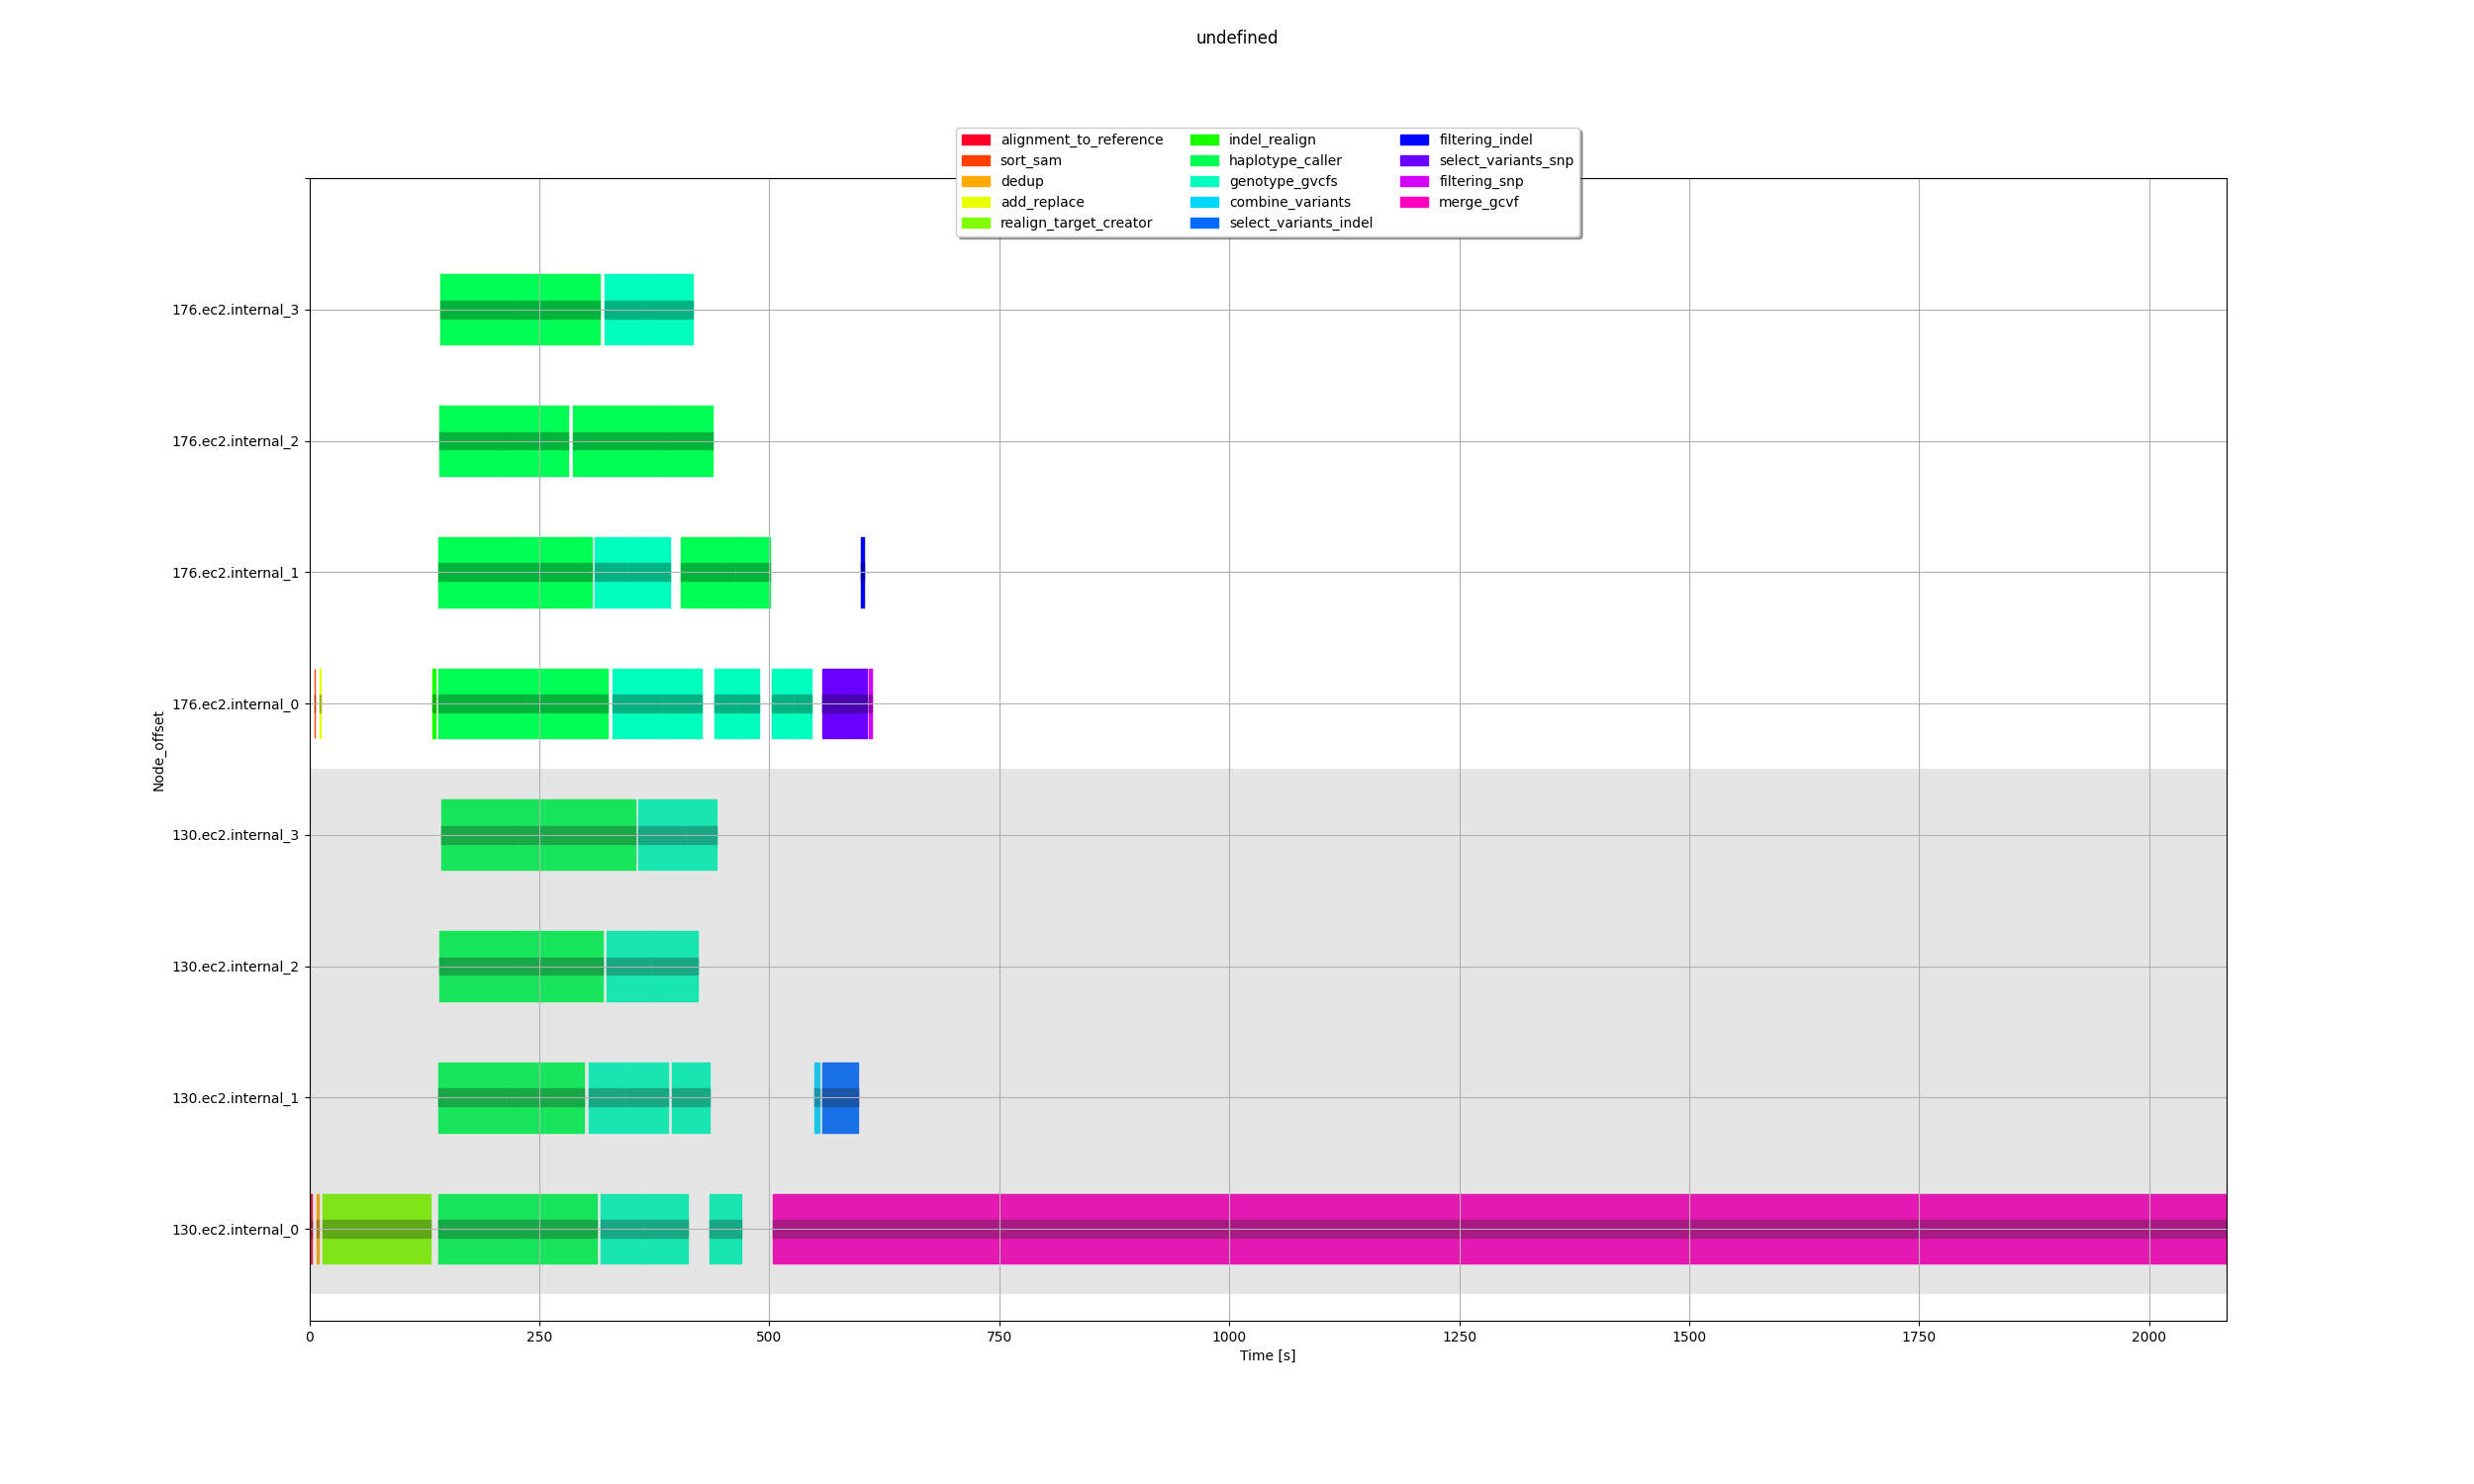 undefined
alignment_to_reference
sort_sam
dedup
add_replace
realign_target_creator
indel_realign
haplotype_caller
genotype_gvcfs
combine_variants
select_variants_indel
filtering_indel
select_variants_snp
filtering_snp
merge_gcvf
Node_offset
176.ec2.internal_3
176.ec2.internal_2
176.ec2.internal_1
176.ec2.internal_0
130.ec2.internal_3
130.ec2.internal_2
130.ec2.internal_1
130.ec2.internal_0
0 250 500 750 1000 1250 1500 1750 2000
Time [s]